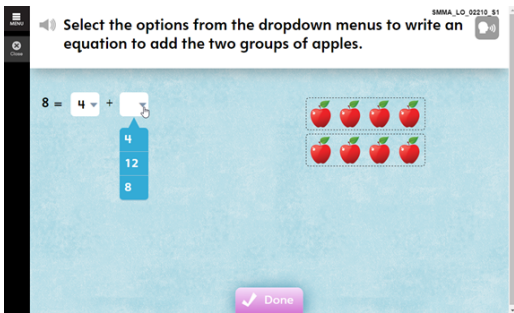 SMMA_LO_02210_S1
MENU
Select the options from the dropdown menus to write an
equation to add the two groups of apples.
Close
8 = 4 +
4
12
8
Done